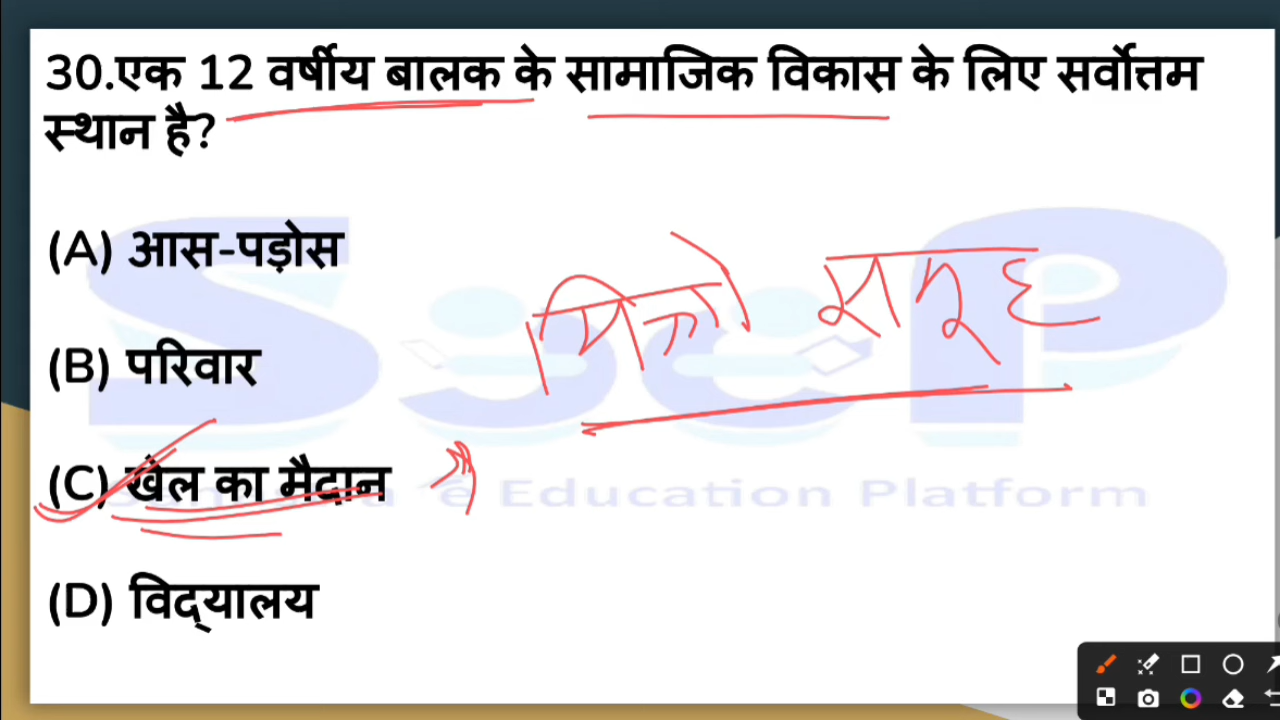 30.एक 12 वर्षीय बालक के सामाजिक विकास के लिए सर्वोत्तम
स्थान है?
(A) आस-पड़ोस
(B) परिवार
समूह
(C) खेल का मैदान में
Education Platform
(D) विद्यालय